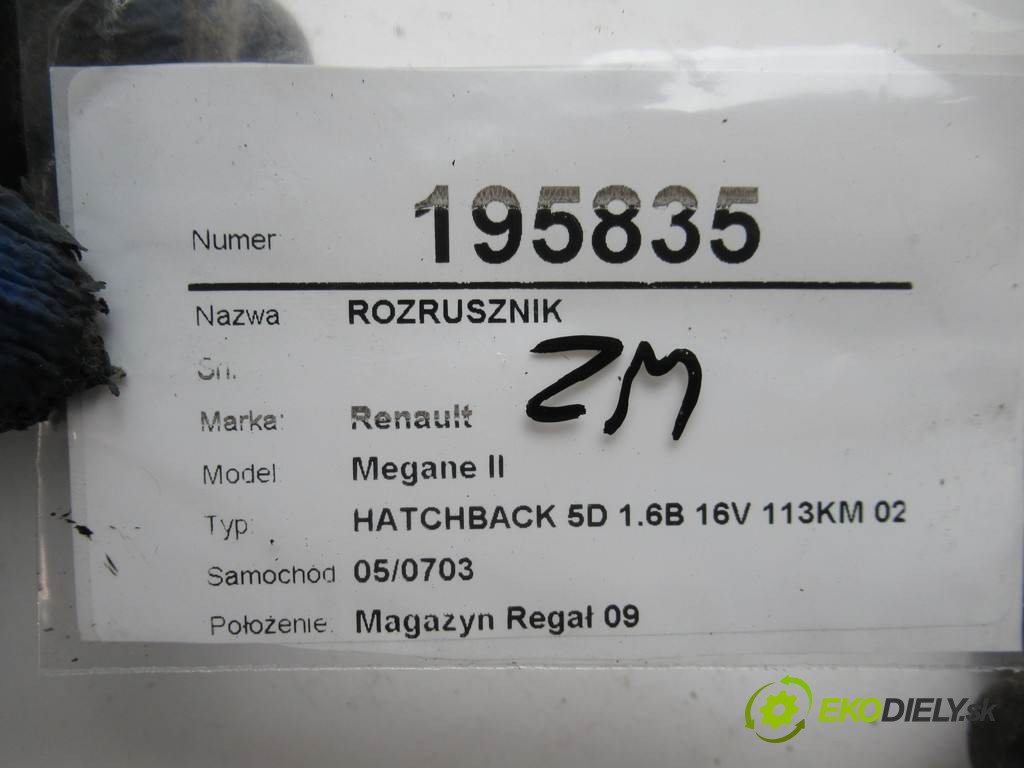 Numer 195835
Nazwa ROZRUSZNIK
Sn.
ZM
Marka: Renault
Model Megane II
Typ: HATCHBACK 5D 1.6B 16V 113KM 02
Samochód 05/0703
Położenie: Magazyn Regał 09
EKODIELY.sk